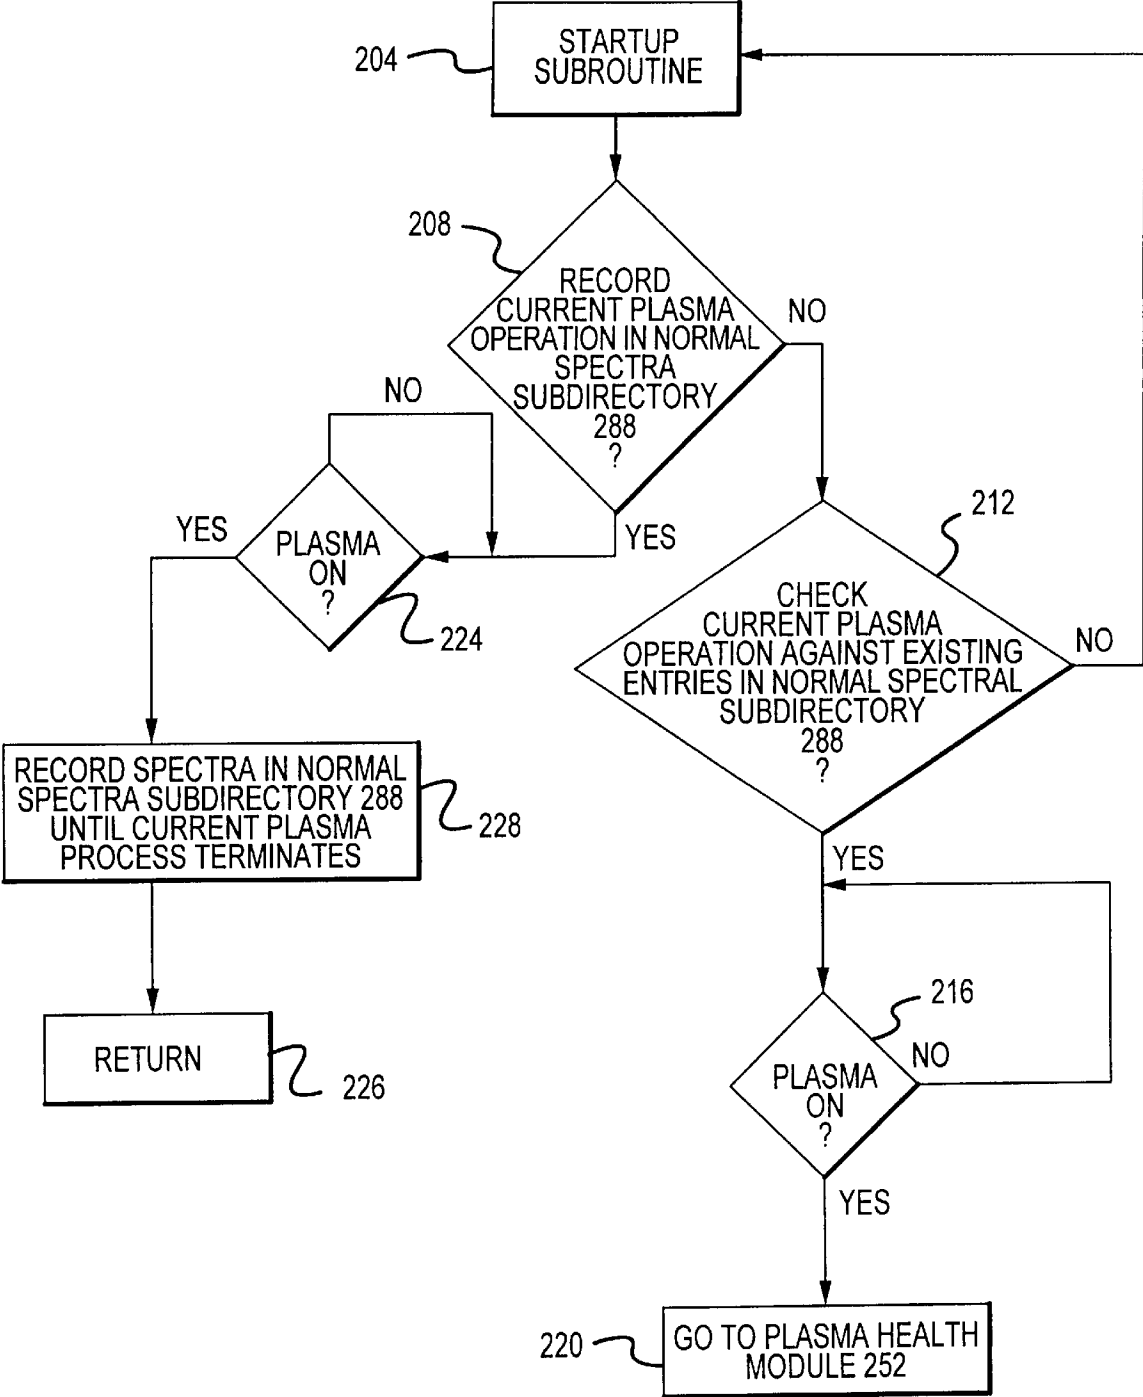 STARTUP
SUBROUTINE
204
208
RECORD
CURRENT PLASMA
OPERATION IN NORMAL
SPECTRA
SUBDIRECTORY
288
?
NO
YES
NO
YES
PLASMA
ON
?
224
212
CHECK
CURRENT PLASMA
OPERATION AGAINST EXISTING
ENTRIES IN NORMAL SPECTRAL
SUBDIRECTORY
288
?
NO
YES
RECORD SPECTRA IN NORMAL
SPECTRA SUBDIRECTORY 288
UNTIL CURRENT PLASMA
PROCESS TERMINATES
228
RETURN
226
216
PLASMA
ON
?
NO
YES
220
GO TO PLASMA HEALTH
MODULE 252